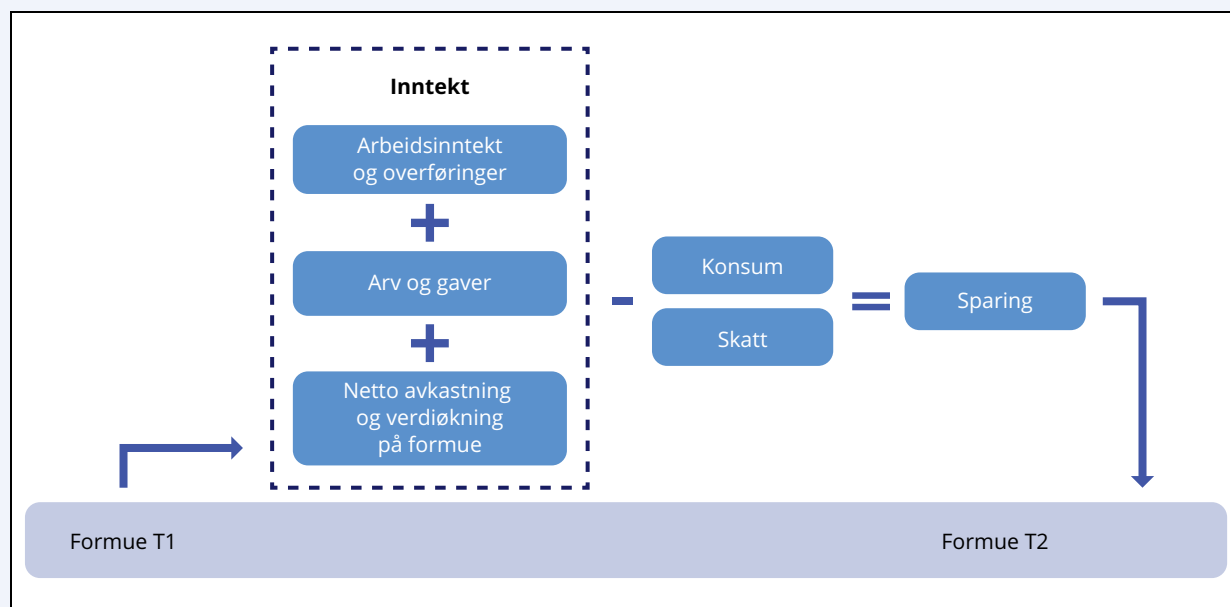 Inntekt
Arbeidsinntekt
og overføringer
+
Arv og gaver
+
Netto avkastning
og verdiøkning
på formue
-
Konsum
Skatt
=
Sparing
Formue T1
Formue T2